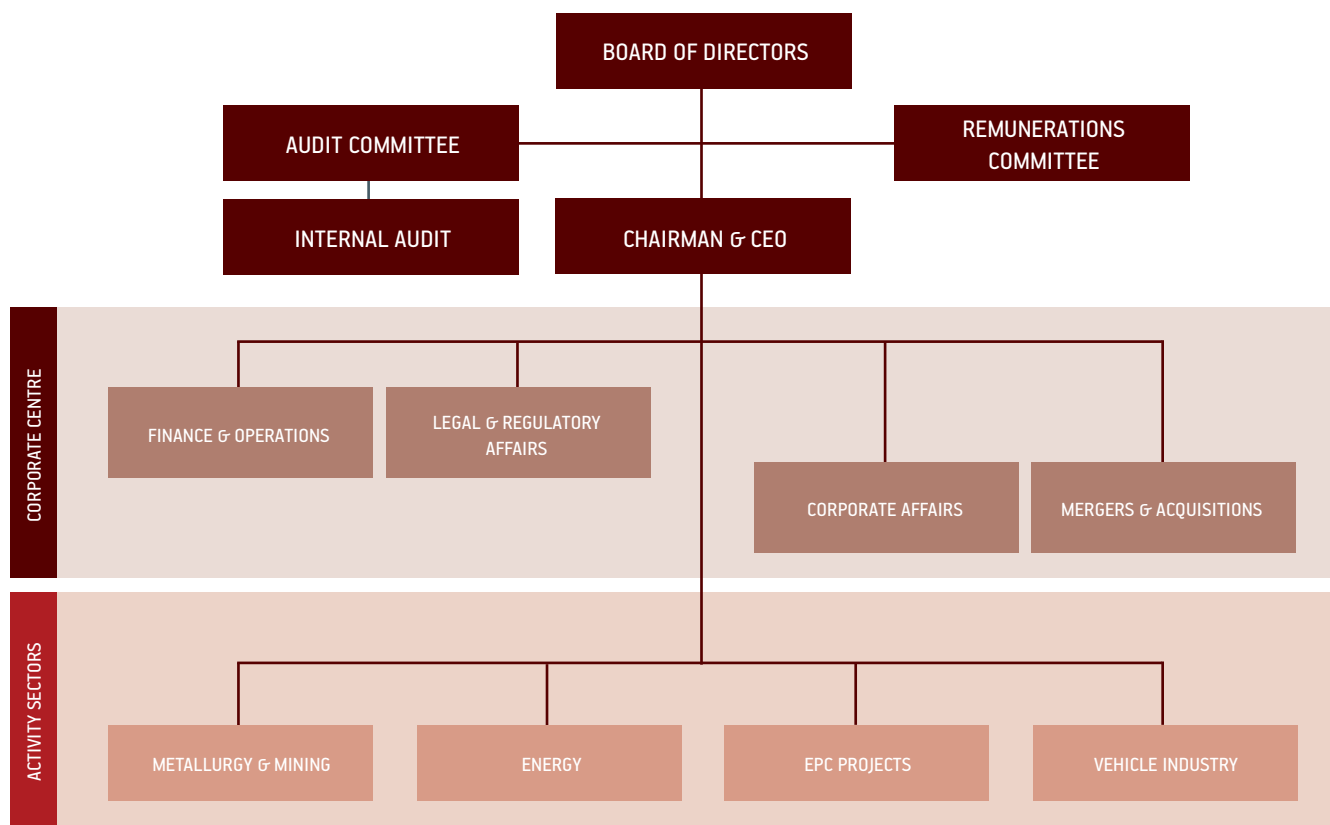 BOARD OF DIRECTORS
AUDIT COMMITTEE
REMUNERATIONS
COMMITTEE
INTERNAL AUDIT
CHAIRMAN & CEO
CORPORATE CENTRE
FINANCE & OPERATIONS
LEGAL & REGULATORY
AFFAIRS
CORPORATE AFFAIRS
MERGERS & ACQUISITIONS
ACTIVITY SECTORS
METALLURGY & MINING
ENERGY
EPC PROJECTS
VEHICLE INDUSTRY